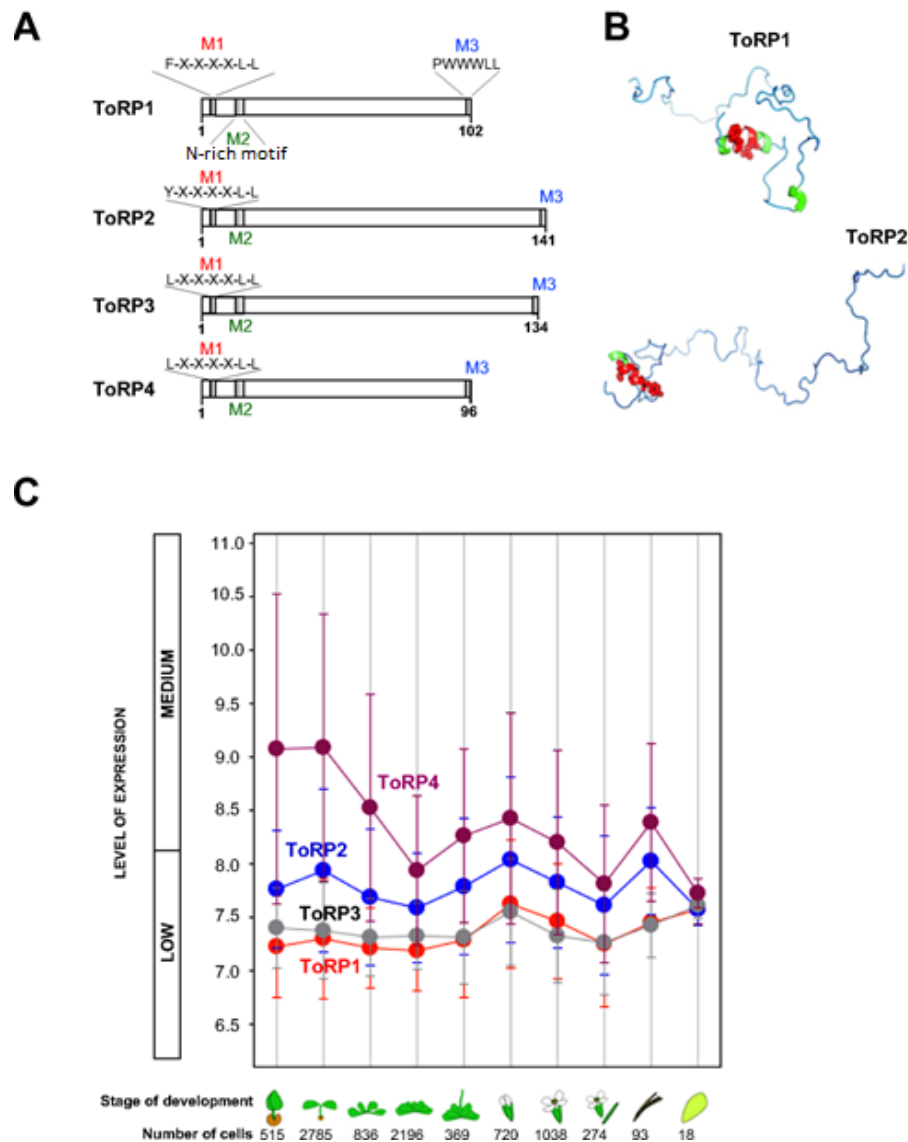 A
M1
F-X-X-X-X-L-L
M3
PWWWLL
ToRP1
1
102
M2
N-rich motif
M1
Y-X-X-X-X-L-L
M3
ToRP2
1
M2
141
M1
L-X-X-X-X-L-L
M3
ToRP3
1
M2
134
M1
L-X-X-X-X-L-L
M3
ToRP4
1
M2
96
B
ToRP1
ToRP2
C
LEVEL OF EXPRESSION
MEDIUM
LOW
11.0
10.5
10.0
9.5
9.0
8.5
8.0
7.5
7.0
6.5
ToRP4
ToRP2
ToRP3
ToRP1
Stage of development
Number of cells 515 2785 836 2196 369 720 1038 274 93 18